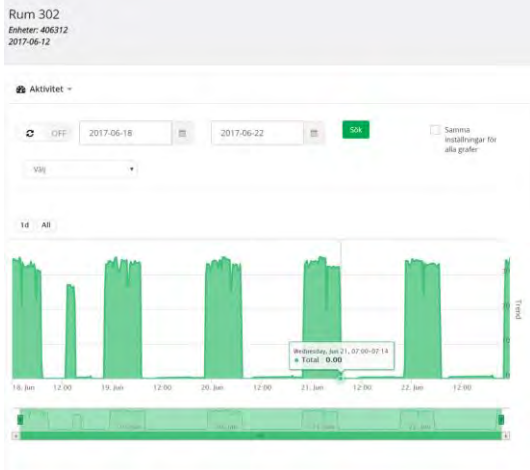 Rum 302
Enheter: 406312
2017-06-12
Aktivitet
OFF
2017-06-18
2017-06-22
Sök
Samma
inställningar för
alla grafer
Välj
1d All
Trend
Wednesday, Jun 21, 07:00-07:14
Total : 0.00
18. Jun 12:00 19. Jun 12:00 20. Jun 12:00 21. Jun 12:00 22. Jun 12:00